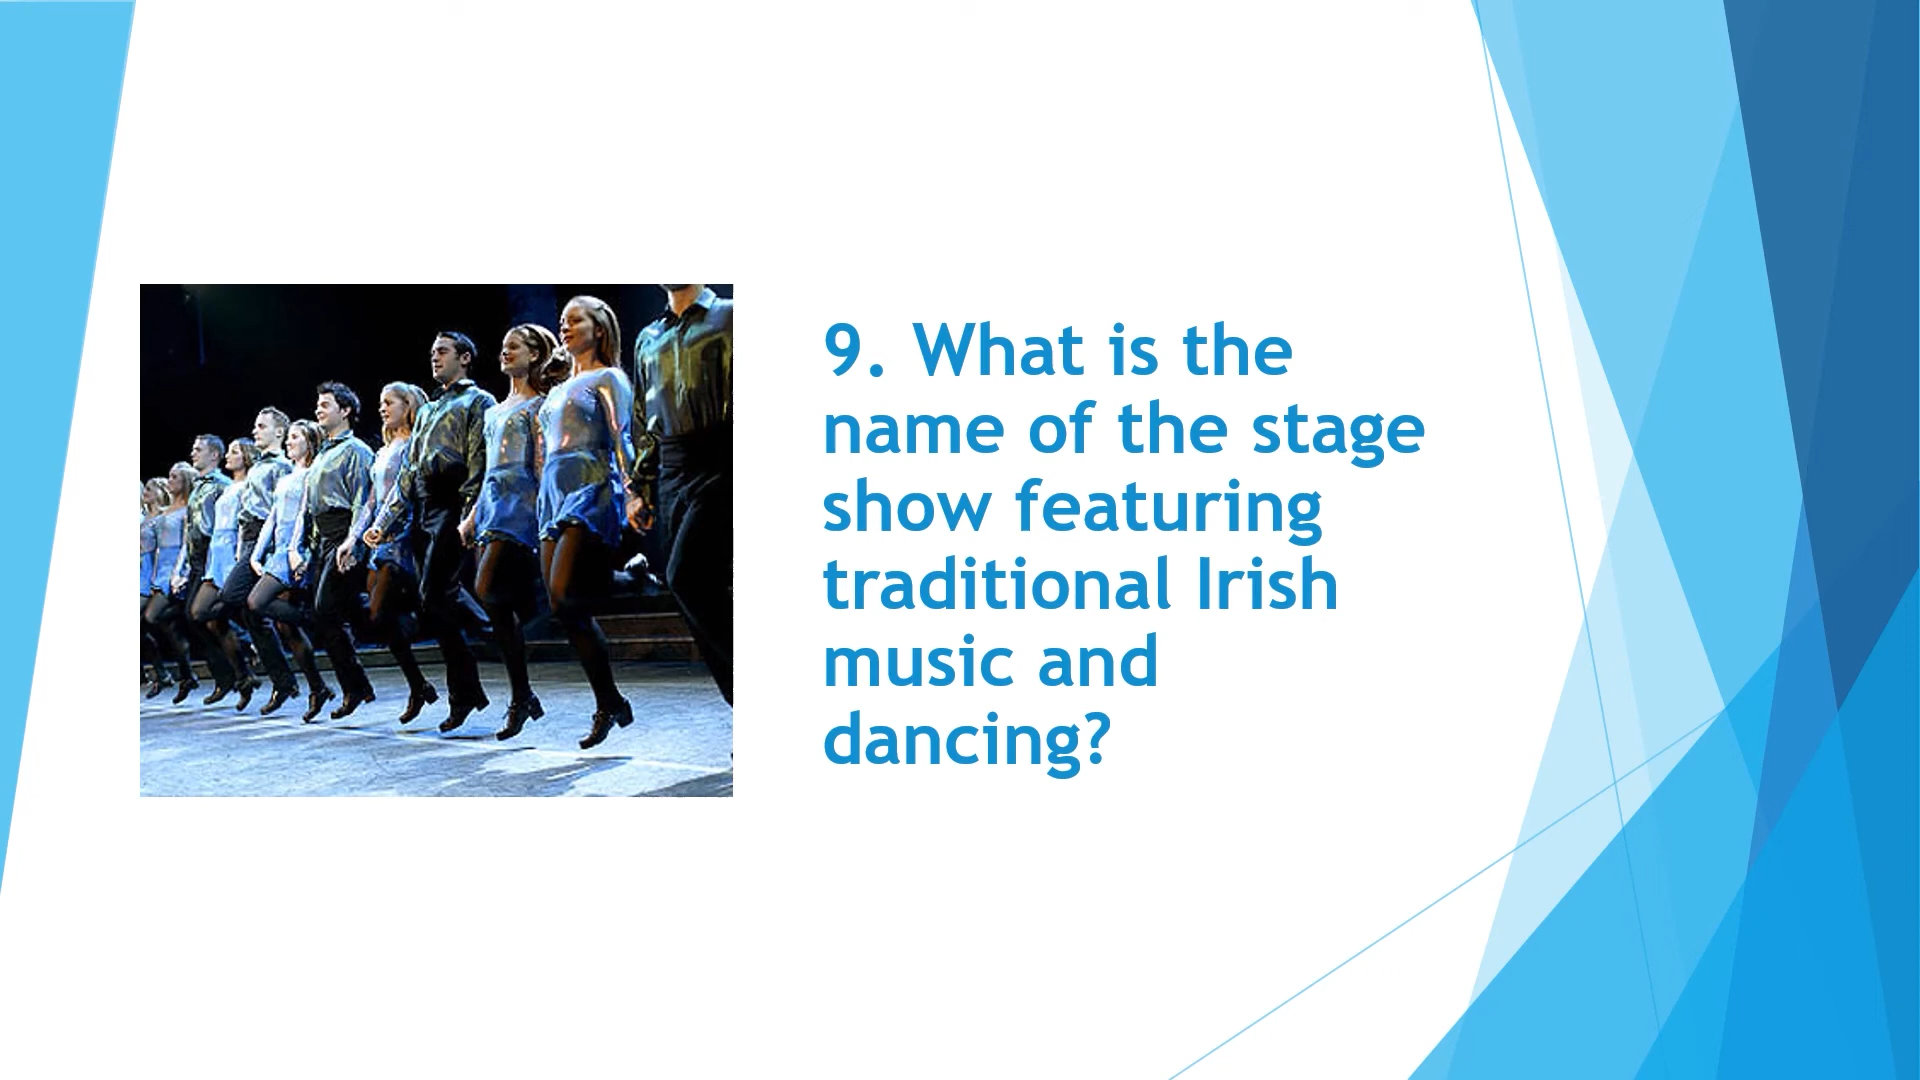 9. What is the
name of the stage
show featuring
traditional Irish
music and
dancing?